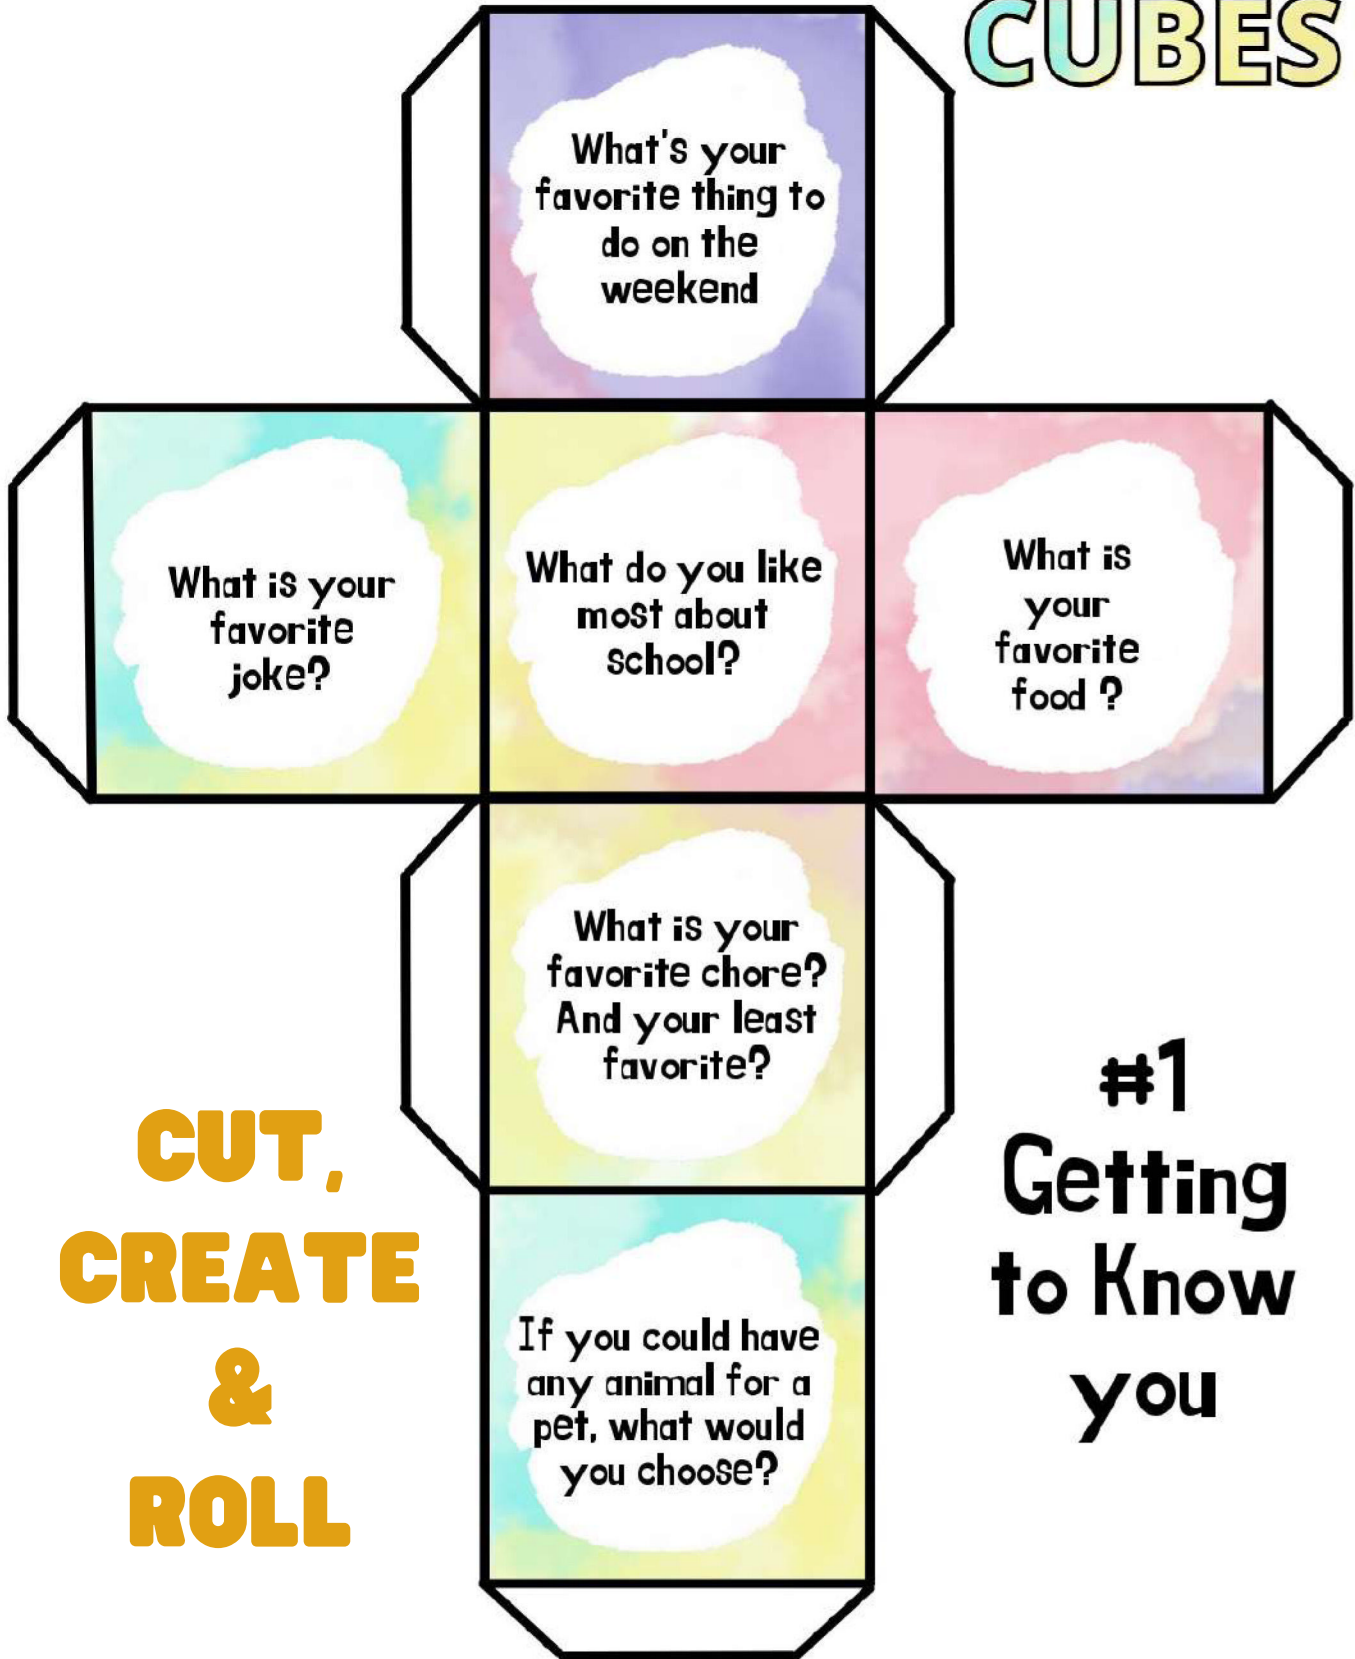 CUBES
What's your
favorite thing to
do on the
weekend
What is your
favorite
joke?
What do you like
most about
school?
What is
your
favorite
food ?
What is your
favorite chore?
And your least
favorite?
If you could have
any animal for a
pet, what would
you choose?
CUT,
CREATE
&
ROLL
#1
Getting
to Know
you